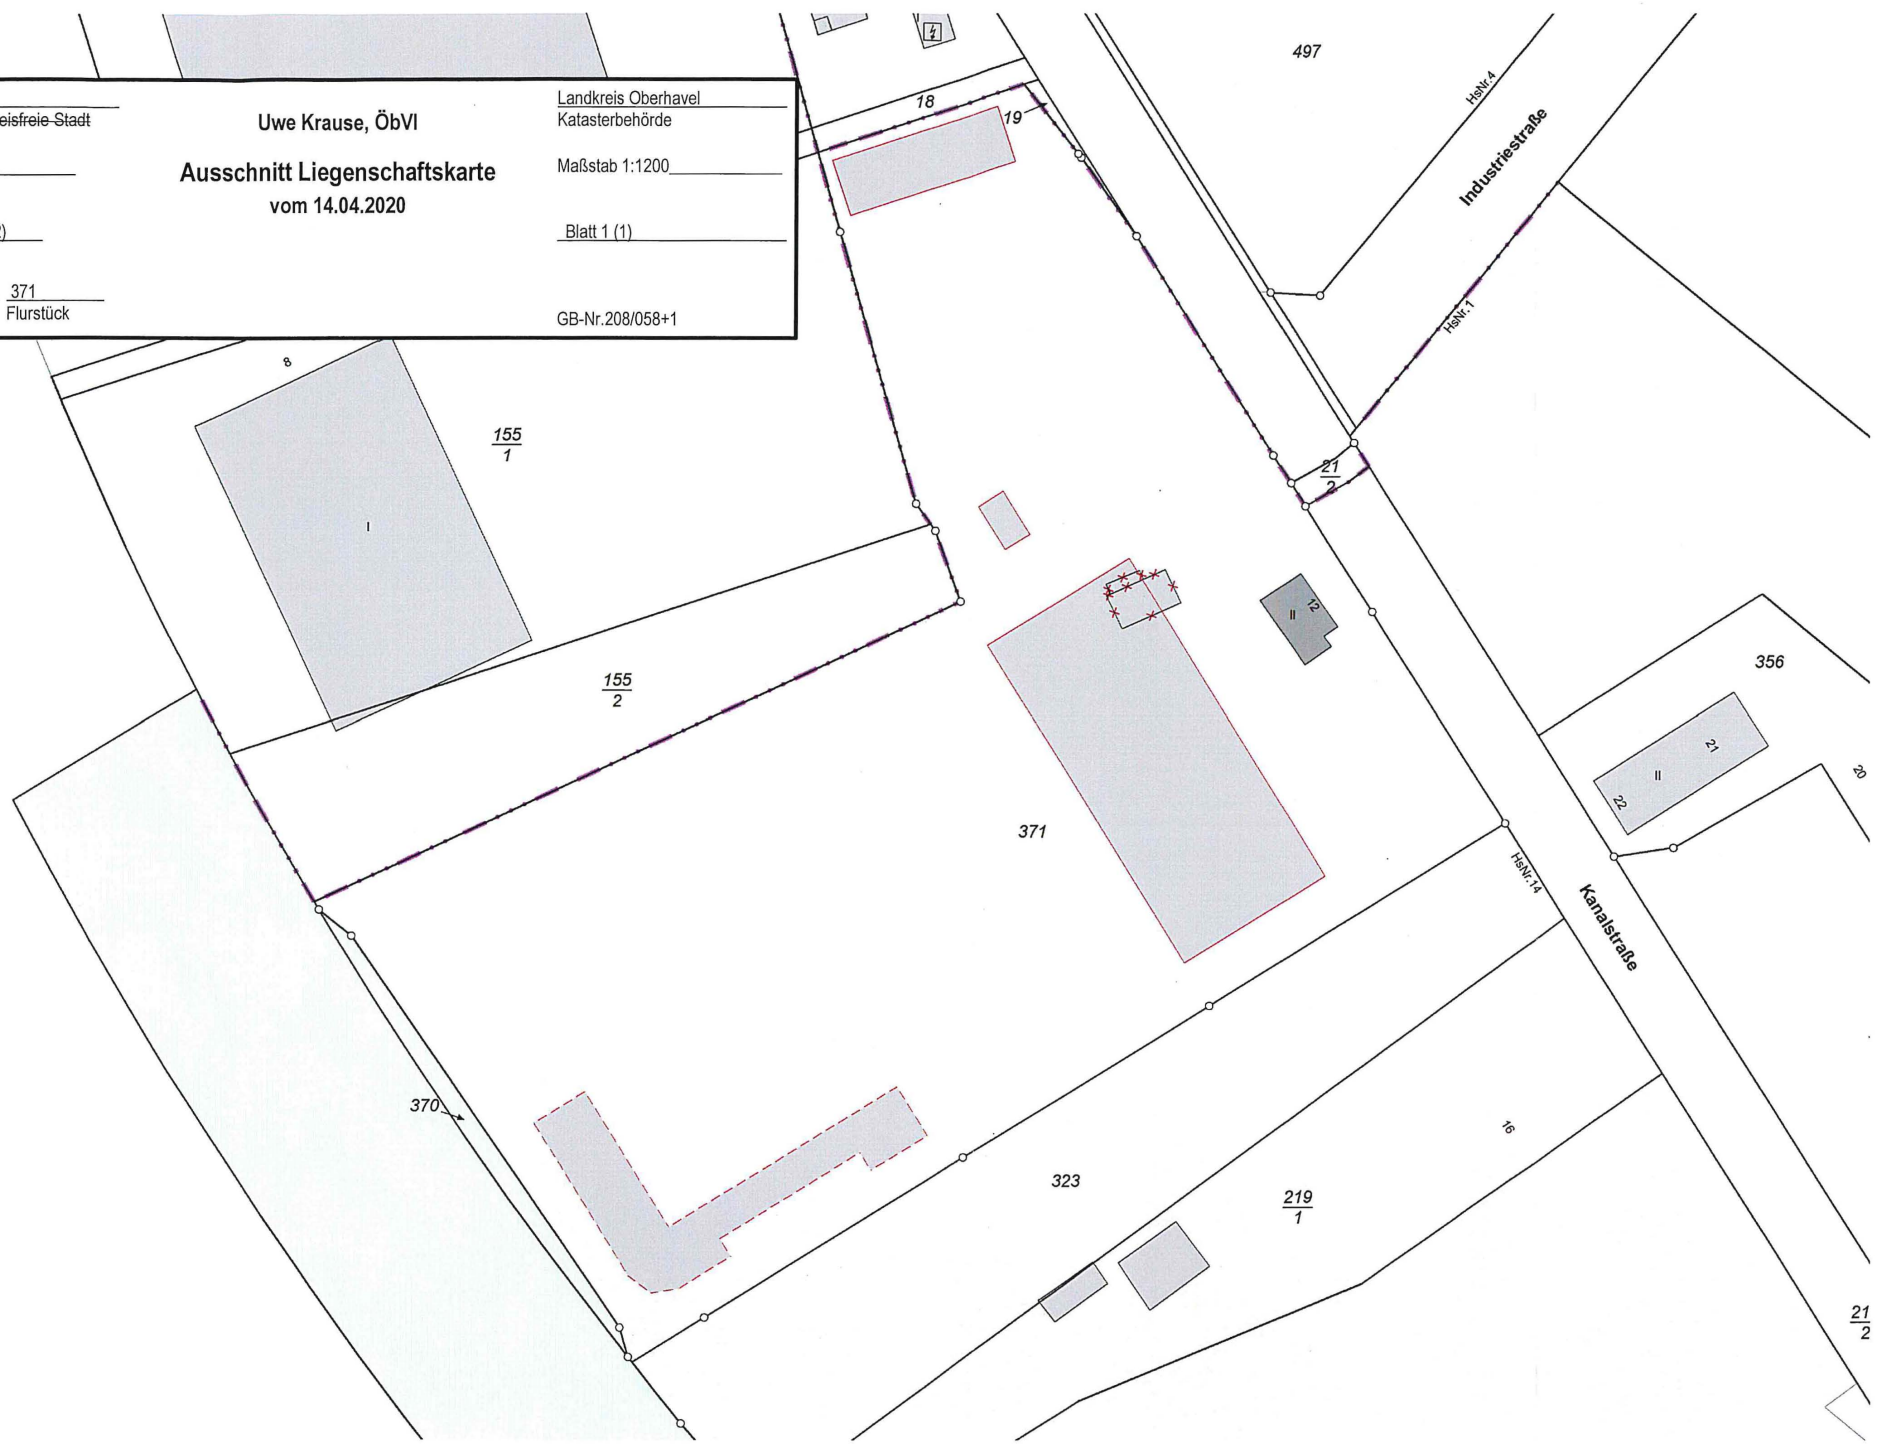 eisfreie Stadt
Uwe Krause, ÖbVI
Ausschnitt Liegenschaftskarte
vom 14.04.2020
371
Flurstück
Landkreis Oberhavel
Katasterbehörde
Maßstab 1:1200
Blatt 1 (1)
GB-Nr.208/058+1
18
19
497
HsNr.4
Industriestraße
HsNr.1
8
155
1
I
21
2
155
2
II
12
356
21
II
22
20
371
HsNr.14
Kanalstraße
370
323
16
219
1
21
2